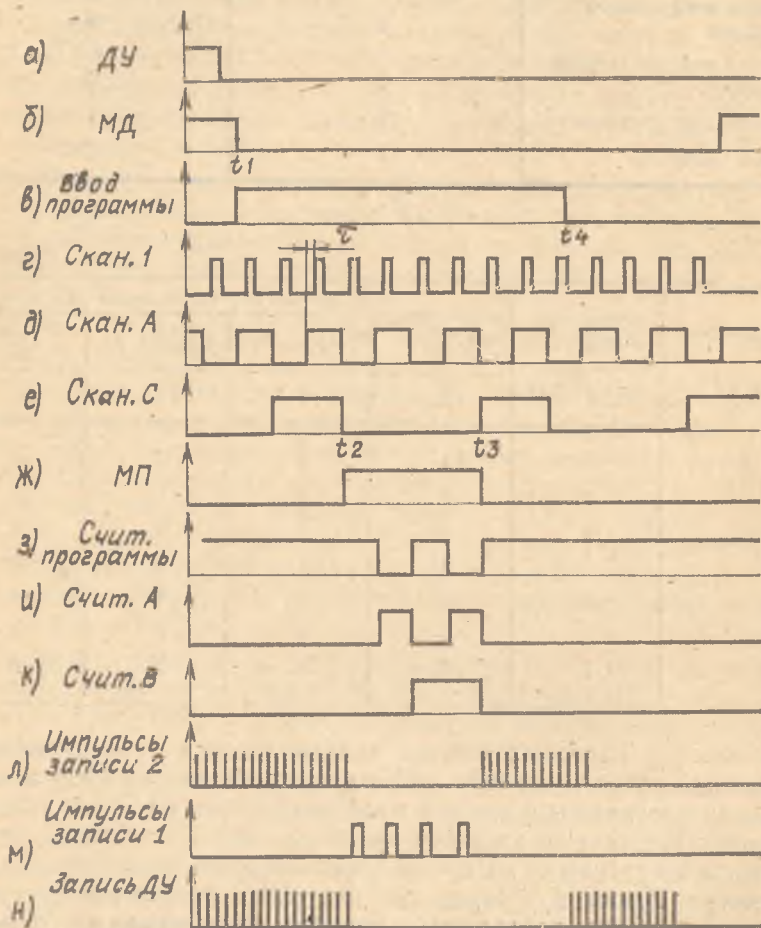 а) ДУ
б) МД
t1
в) Ввод
программы
t4
τ
г) Скан. 1
д) Скан. А
е) Скан. С
t2 t3
ж) МП
з) Счит.
программы
и) Счит. А
к) Счит. В
л) Импульсы
записи 2
м) Импульсы
записи 1
н) Запись ДУ